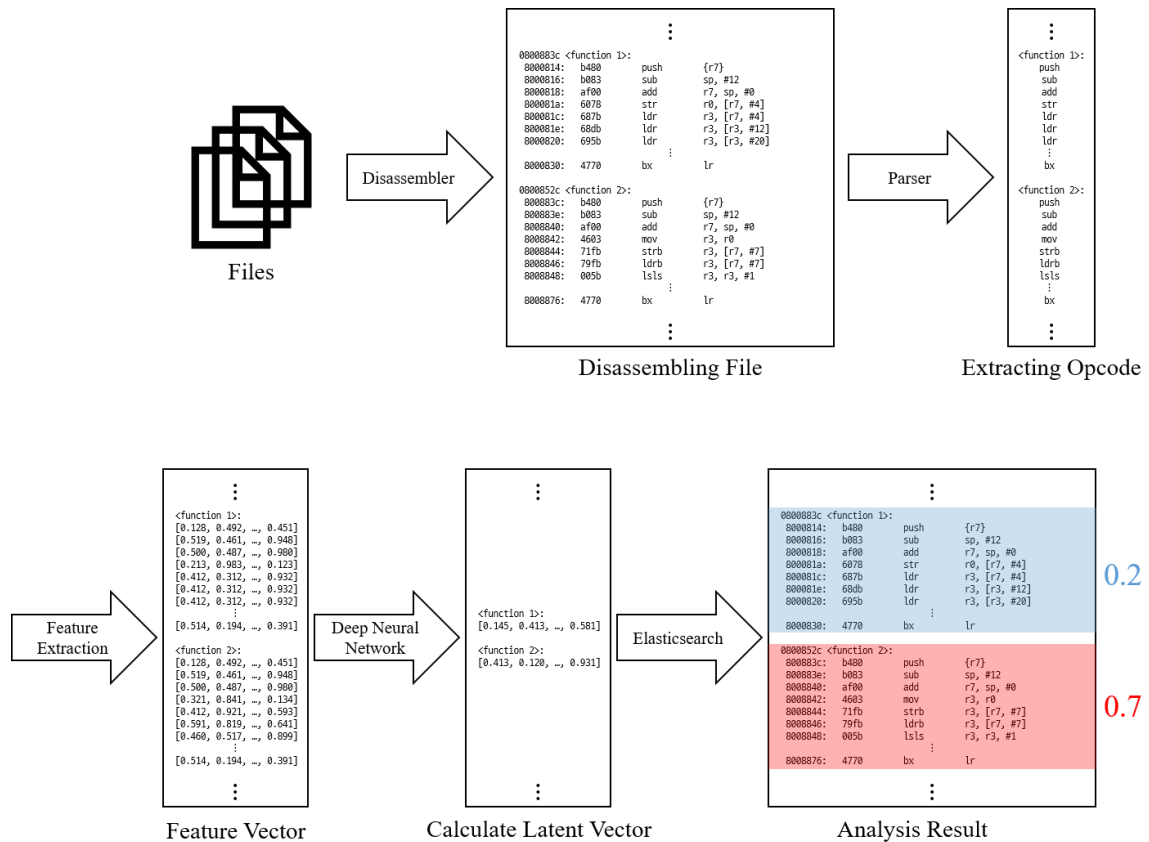 Files
Disassembler
0800883c <function 1>:
8000814: b480 push {r7}
8000816: b083 sub sp, #12
8000818: af00 add r7, sp, #0
800081a: 6078 str r0, [r7, #4]
800081c: 687b ldr r3, [r7, #4]
800081e: 68db ldr r3, [r3, #12]
8000820: 695b ldr r3, [r3, #20]
8000830: 4770 bx lr
0800852c <function 2>:
800883c: b480 push {r7}
800883e: b083 sub sp, #12
8008840: af00 add r7, sp, #0
8008842: 4603 mov r3, r0
8008844: 71fb strb r3, [r7, #7]
8008846: 79fb ldrb r3, [r7, #7]
8008848: 005b lsls r3, r3, #1
8008876: 4770 bx lr
Disassembling File
Parser
<function 1>:
push
sub
add
str
ldr
ldr
ldr
bx
<function 2>:
push
sub
add
mov
strb
ldrb
lsls
bx
Extracting Opcode
Feature
Extraction
<function 1>:
[0.128, 0.492, …, 0.451]
[0.519, 0.461, …, 0.948]
[0.500, 0.487, …, 0.980]
[0.213, 0.983, …, 0.123]
[0.412, 0.312, …, 0.932]
[0.412, 0.312, …, 0.932]
[0.412, 0.312, …, 0.932]
[0.514, 0.194, …, 0.391]
<function 2>:
[0.128, 0.492, …, 0.451]
[0.519, 0.461, …, 0.948]
[0.500, 0.487, …, 0.980]
[0.321, 0.841, …, 0.134]
[0.412, 0.921, …, 0.593]
[0.591, 0.819, …, 0.641]
[0.460, 0.517, …, 0.899]
[0.514, 0.194, …, 0.391]
Feature Vector
Deep Neural
Network
<function 1>:
[0.145, 0.413, …, 0.581]
<function 2>:
[0.413, 0.120, …, 0.931]
Calculate Latent Vector
Elasticsearch
0800883c <function 1>:
8000814: b480 push {r7}
8000816: b083 sub sp, #12
8000818: af00 add r7, sp, #0
800081a: 6078 str r0, [r7, #4]
800081c: 687b ldr r3, [r7, #4]
800081e: 68db ldr r3, [r3, #12]
8000820: 695b ldr r3, [r3, #20]
8000830: 4770 bx lr
0.2
0800852c <function 2>:
800883c: b480 push {r7}
800883e: b083 sub sp, #12
8008840: af00 add r7, sp, #0
8008842: 4603 mov r3, r0
8008844: 71fb strb r3, [r7, #7]
8008846: 79fb ldrb r3, [r7, #7]
8008848: 005b lsls r3, r3, #1
8008876: 4770 bx lr
0.7
Analysis Result